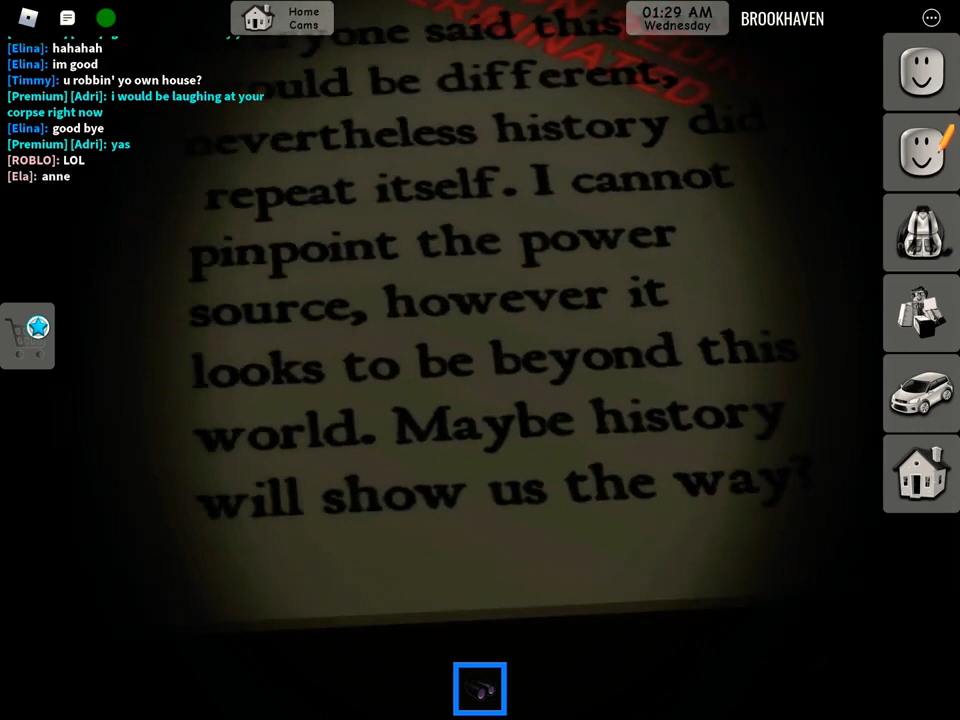 Home
Cams
01:29 AM
Wednesday
BROOKHAVEN
[Elina]: hahahah
[Elina]: im good
[Timmy]: u robbin' yo own house?
[Premium] [Adri]: i would be laughing at your
corpse right now
[Elina]: good bye
[Premium] [Adri]: yas
[ROBLO]: LOL
[Ela]: anne
said this
would be different,
nevertheless history did
repeat itself. I cannot
pinpoint the power
source, however it
looks to be beyond this
world. Maybe history
will show us the way?